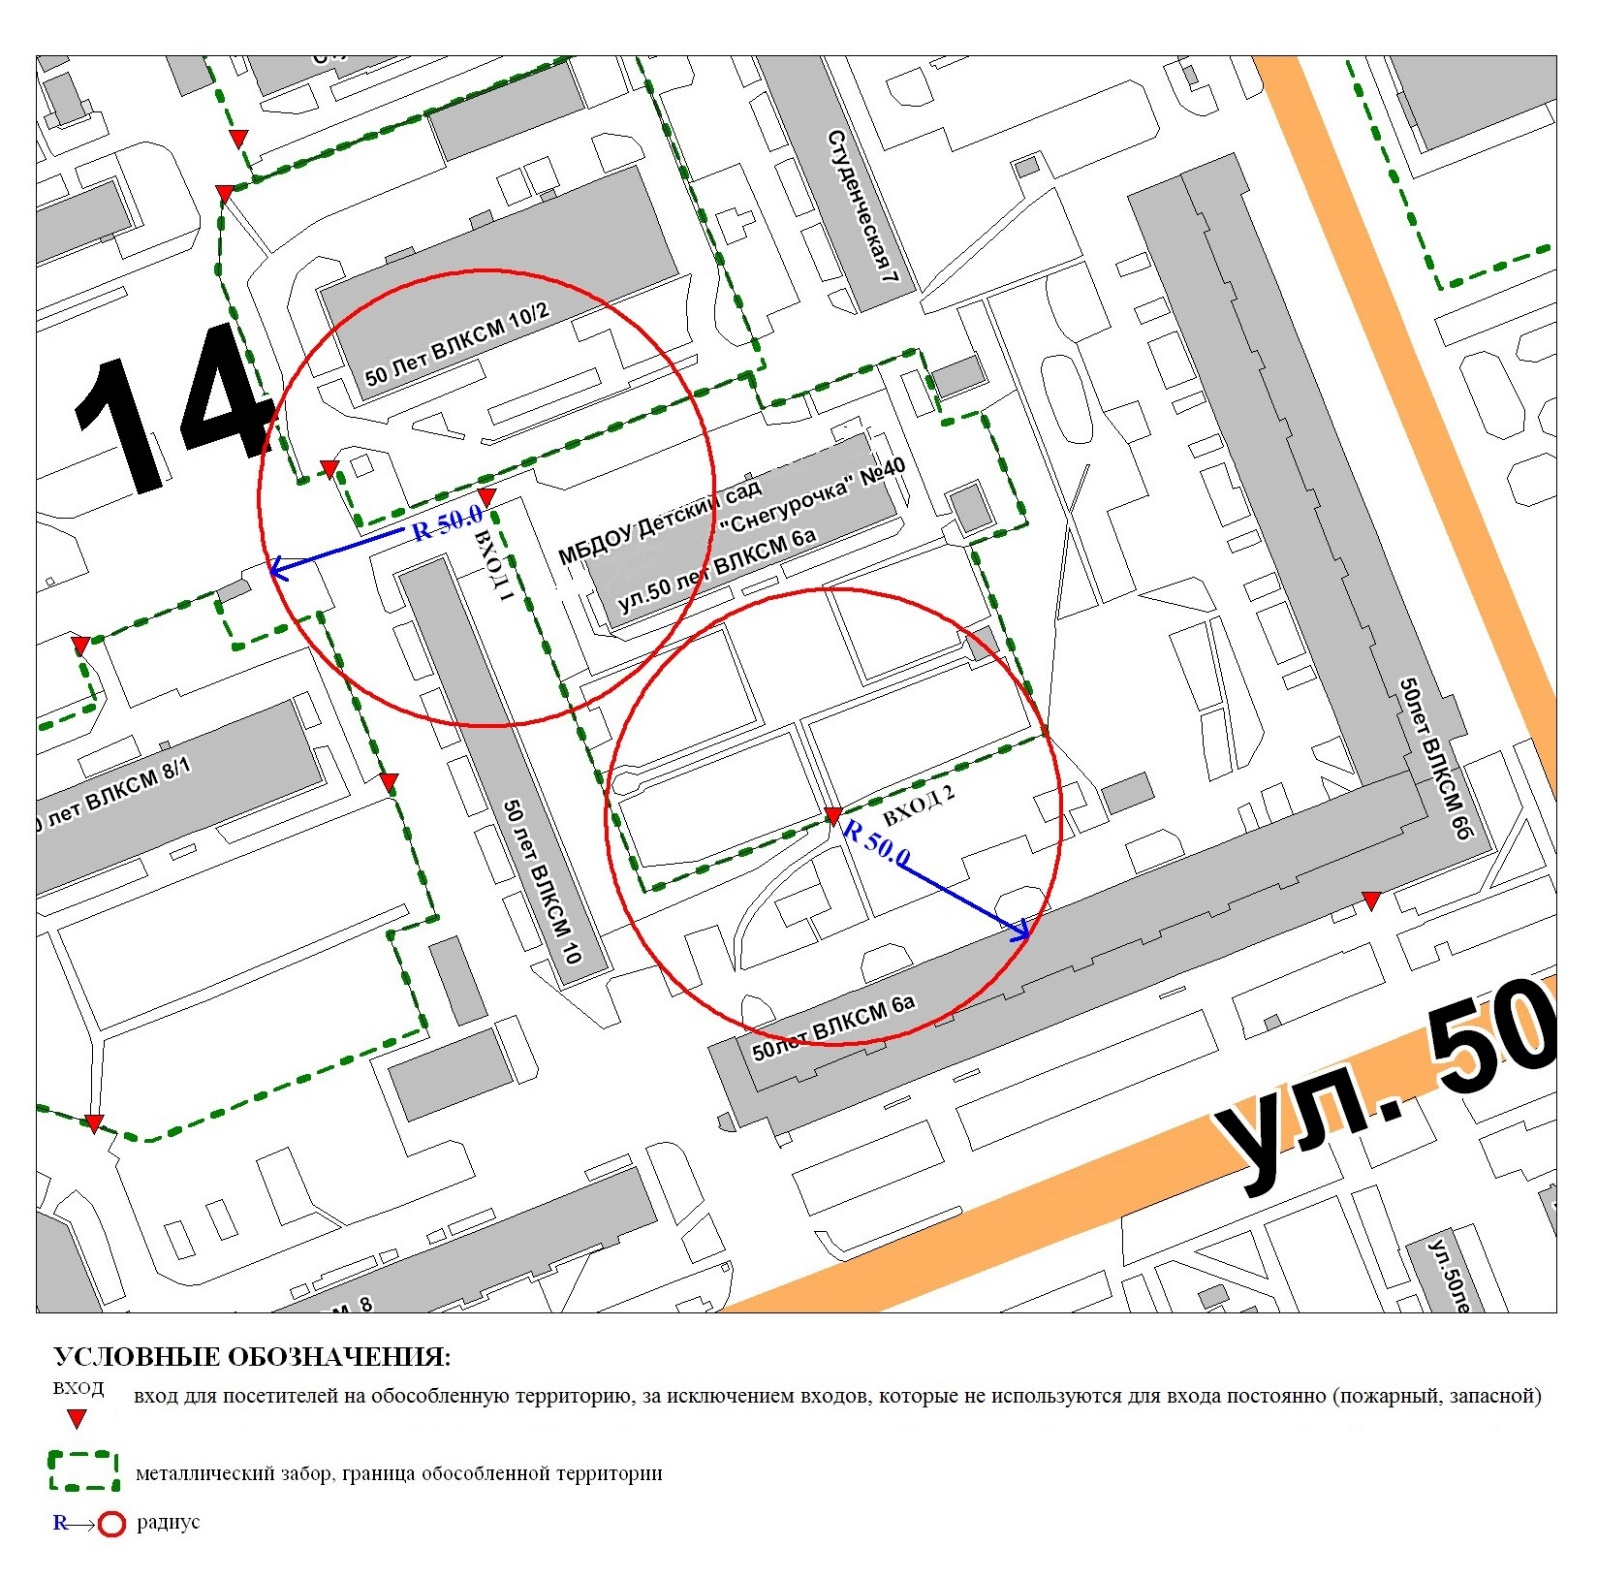 Студенческая 7
14
50 Лет ВЛКСМ 10/2
МБДОУ Детский сад
"Снегурочка" №40
ул.50 лет ВЛКСМ 6а
R 50.0
ВХОД 1
50лет ВЛКСМ 6б
лет ВЛКСМ 8/1
50 лет ВЛКСМ 10
ВХОД 2
R 50.0
50лет ВЛКСМ 6а
ул. 50
8
УСЛОВНЫЕ ОБОЗНАЧЕНИЯ:
ВХОД
вход для посетителей на обособленную территорию, за исключением входов, которые не используются для входа постоянно (пожарный, запасной)
металлический забор, граница обособленной территории
R
радиус